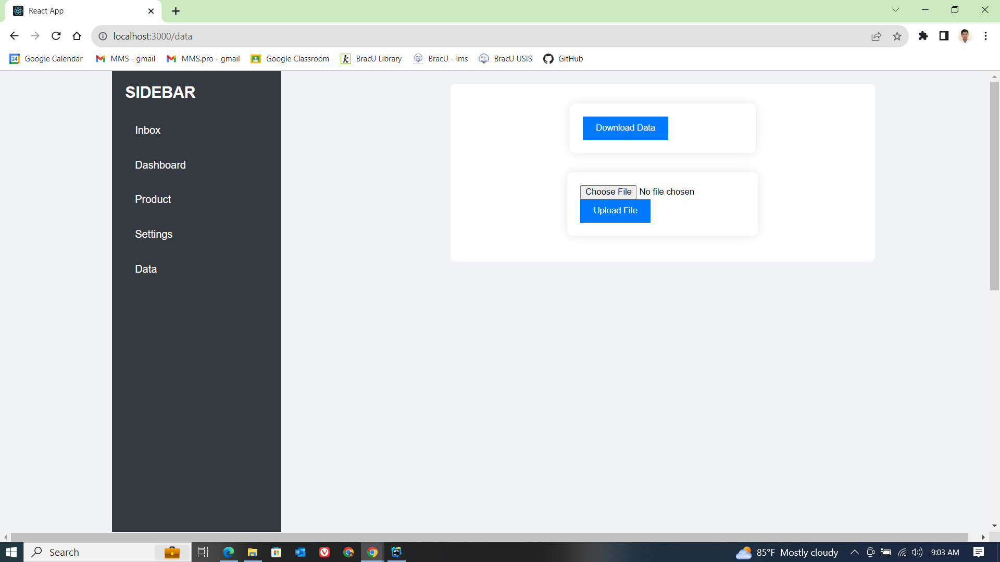 React App
localhost:3000/data
24 Google Calendar MMS - gmail MMS.pro - gmail Google Classroom k BracU Library BracU - lms BracU USIS GitHub
SIDEBAR
Inbox
Dashboard
Product
Settings
Data
Download Data
Choose File No file chosen
Upload File
Search
85°F Mostly cloudy 9:03 AM